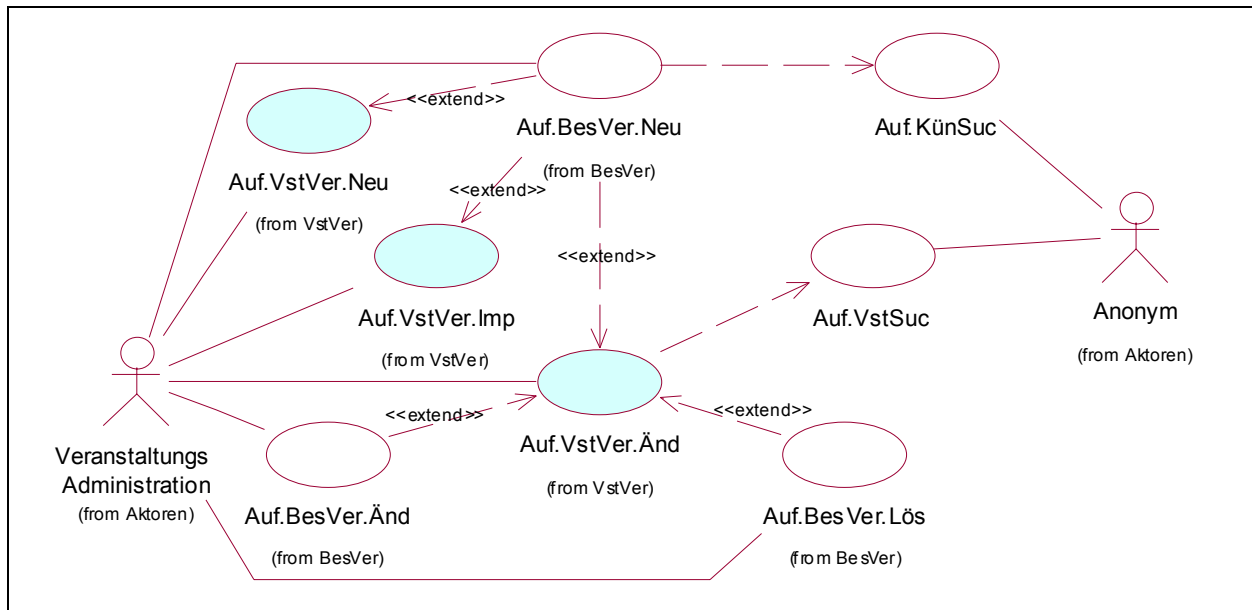 <<extend>>
Auf.BesVer.Neu
(from BesVer)
Auf.KünSuc
Auf.VstVer.Neu
(from VstVer)
<<extend>>
<<extend>>
Auf.VstVer.Imp
(from VstVer)
Auf.VstSuc
Anonym
(from Aktoren)
<<extend>>
<<extend>>
Auf.VstVer.Änd
(from VstVer)
Veranstaltungs
Administration
(from Aktoren)
Auf.BesVer.Änd
(from BesVer)
Auf.BesVer.Lös
(from BesVer)